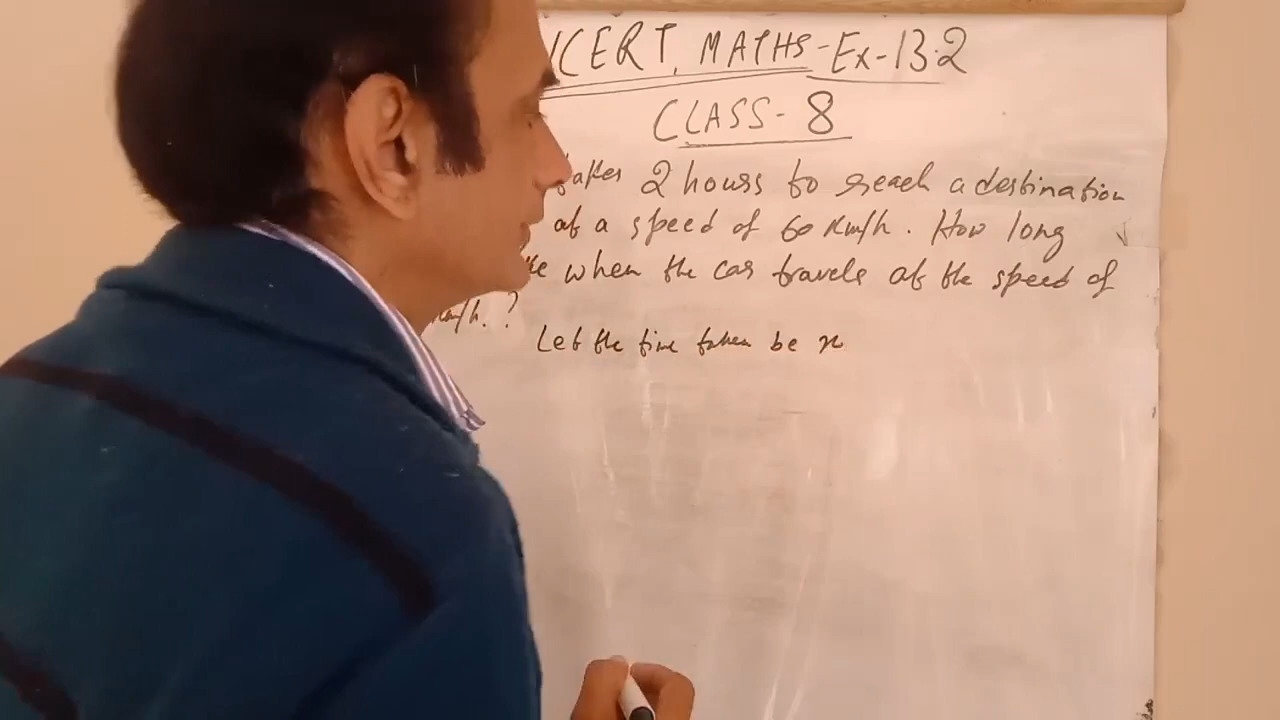 NCERT MATHS - Ex-13.2
CLASS - 8
takes 2 hours to reach a destination
at a speed of 60 Km/h. How long
when the car travels at the speed of
km/h. ?
Let the time taken be x